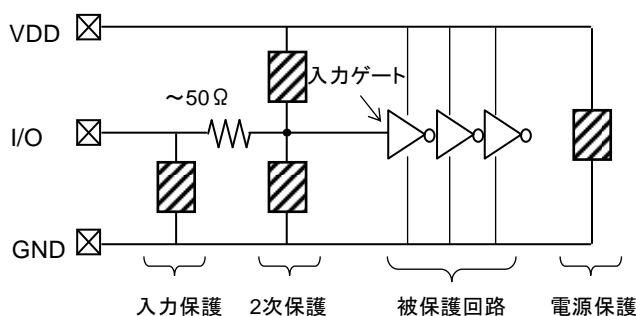 VDD
入力ゲート
～50Ω
I/O
GND
入力保護
2次保護
被保護回路
電源保護